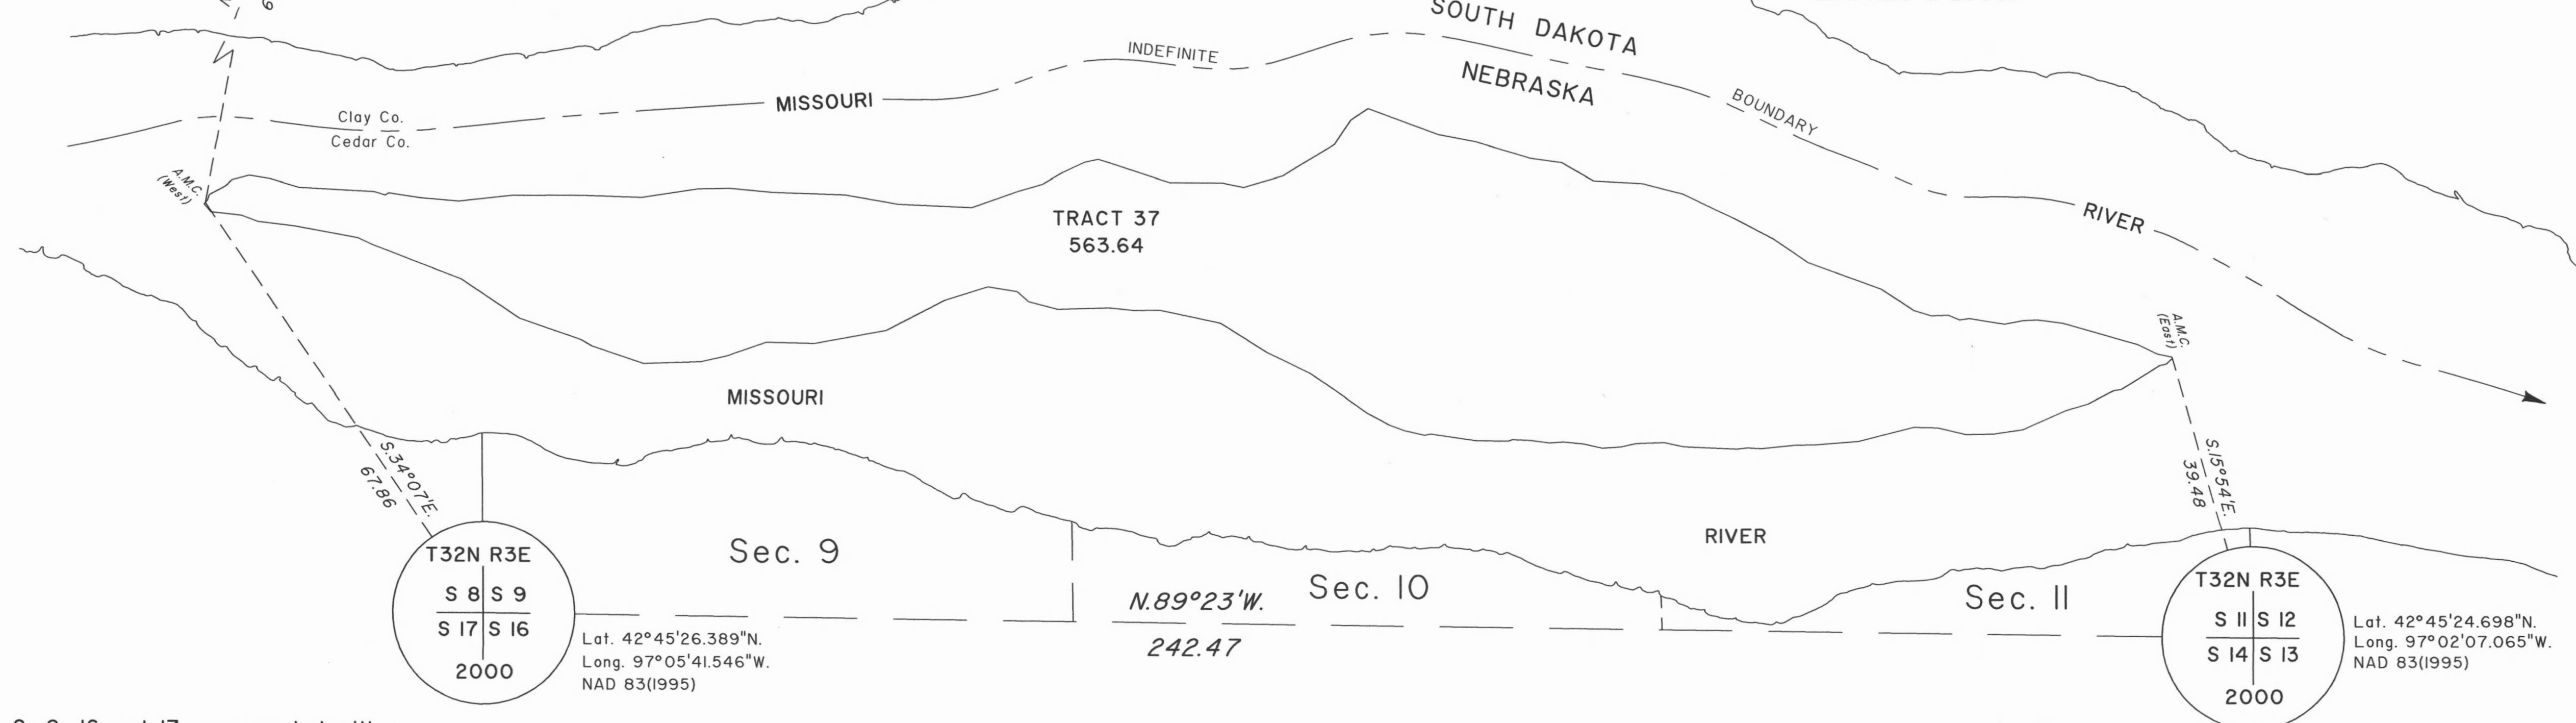 SOUTH DAKOTA
NEBRASKA
INDEFINITE
BOUNDARY
MISSOURI
RIVER
Clay Co.
Cedar Co.
A.M.C.
(West)
TRACT 37
563.64
A.M.C.
(East)
MISSOURI
RIVER
S.34°07'E.
67.86
S.15°54'E.
39.48
Sec. 9
Sec. 10
Sec. 11
N.89°23'W.
242.47
T32N R3E
S 8 S 9
S 17 S 16
2000
Lat. 42°45'26.389"N.
Long. 97°05'41.546"W.
NAD 83(1995)
T32N R3E
S 11 S 12
S 14 S 13
2000
Lat. 42°45'24.698"N.
Long. 97°02'07.065"W.
NAD 83(1995)